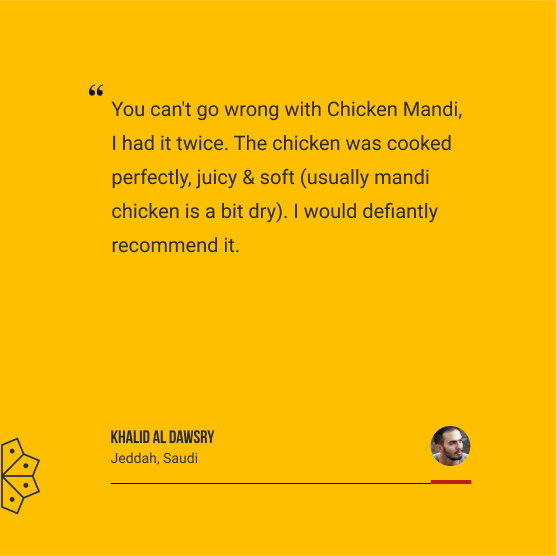 “
You can't go wrong with Chicken Mandi,
I had it twice. The chicken was cooked
perfectly, juicy & soft (usually mandi
chicken is a bit dry). I would defiantly
recommend it.
KHALID AL DAWSRY
Jeddah, Saudi